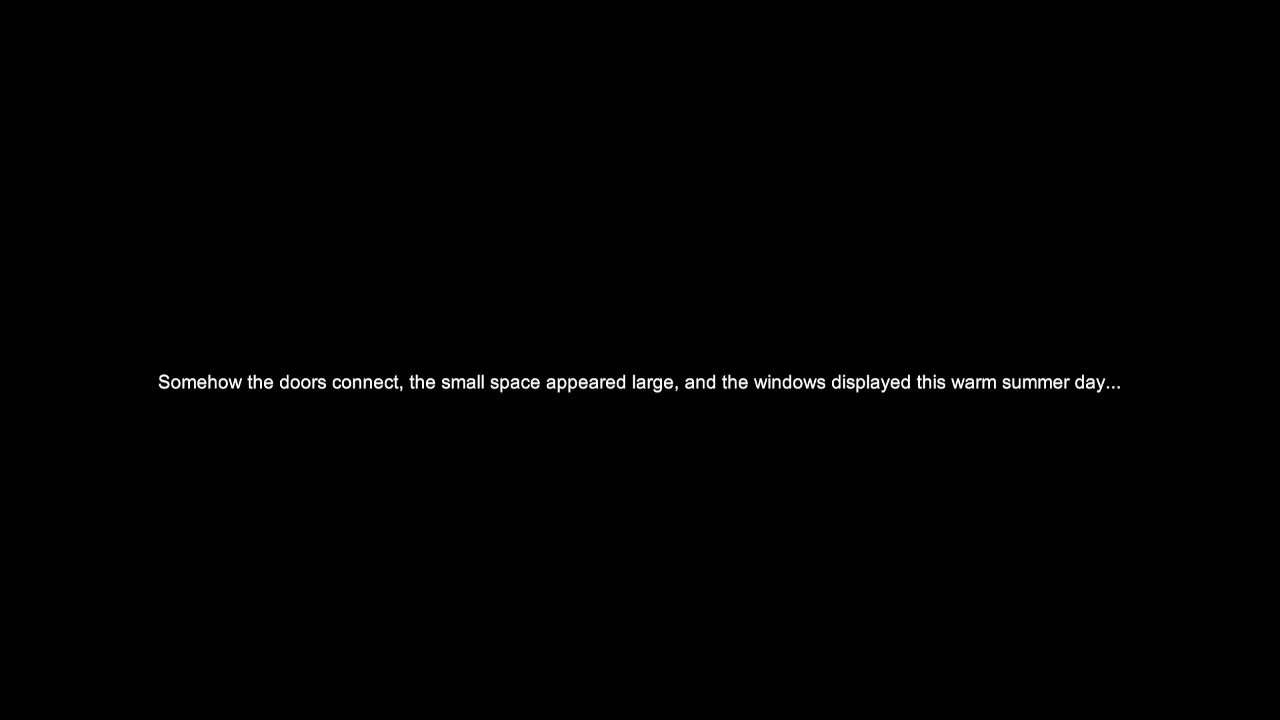 Somehow the doors connect, the small space appeared large, and the windows displayed this warm summer day...